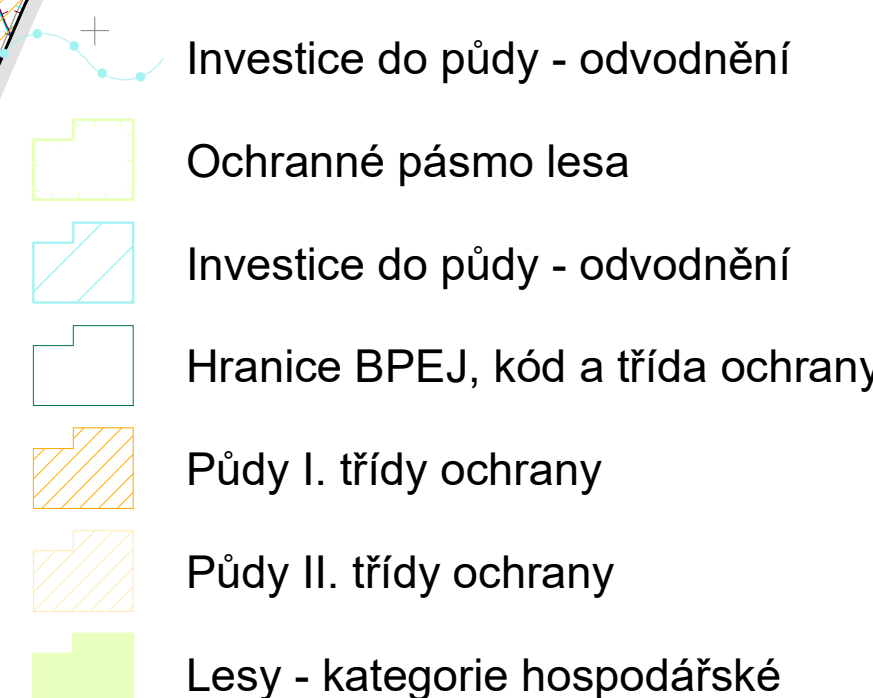 Investice do půdy - odvodnění
Ochranné pásmo lesa
Investice do půdy - odvodnění
Hranice BPEJ, kód a třída ochrany
Půdy I. třídy ochrany
Půdy II. třídy ochrany
Lesy - kategorie hospodářské